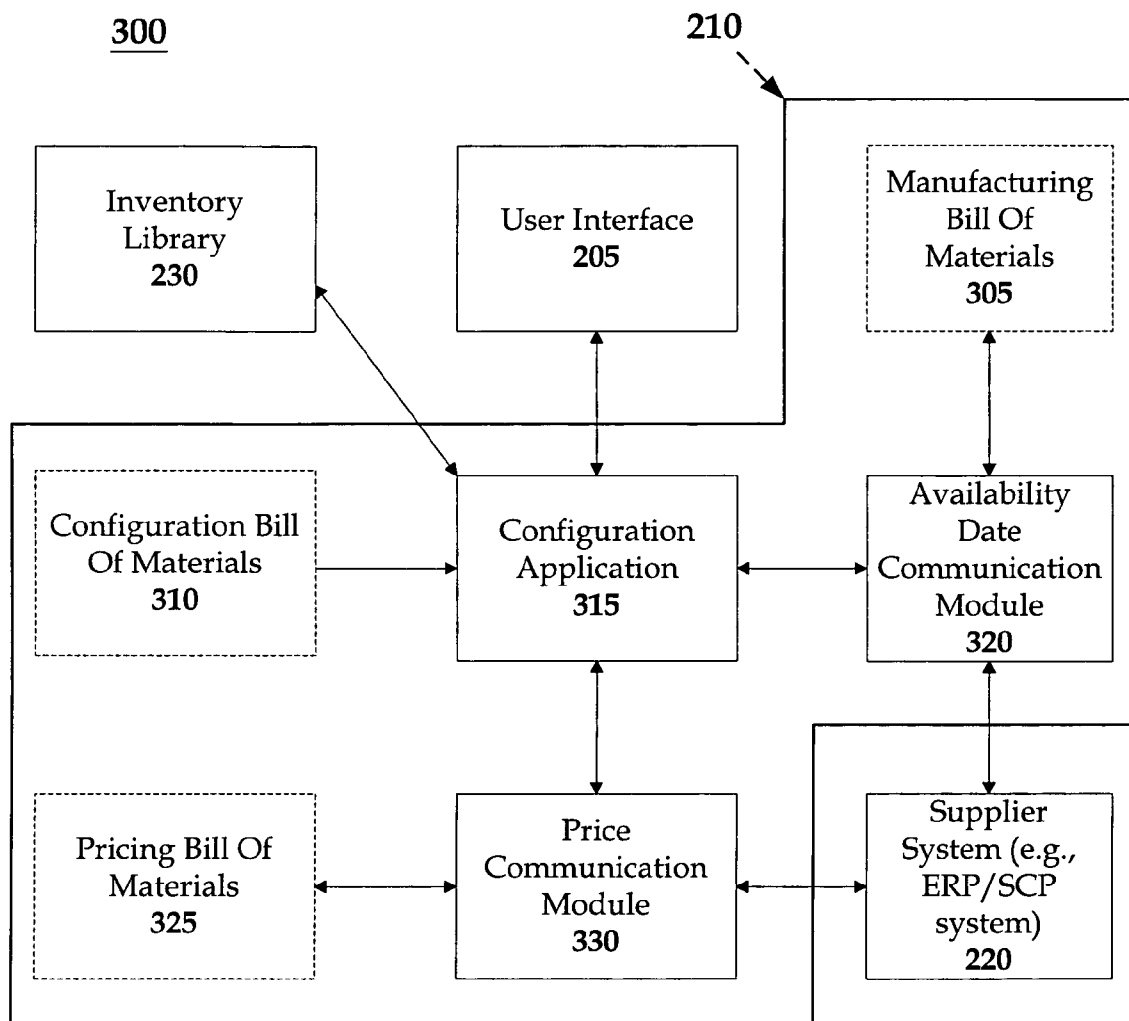 300
210
Inventory
Library
230
User Interface
205
Manufacturing
Bill Of
Materials
305
Configuration Bill
Of Materials
310
Configuration
Application
315
Availability
Date
Communication
Module
320
Pricing Bill Of
Materials
325
Price
Communication
Module
330
Supplier
System (e.g.,
ERP/SCP
system)
220